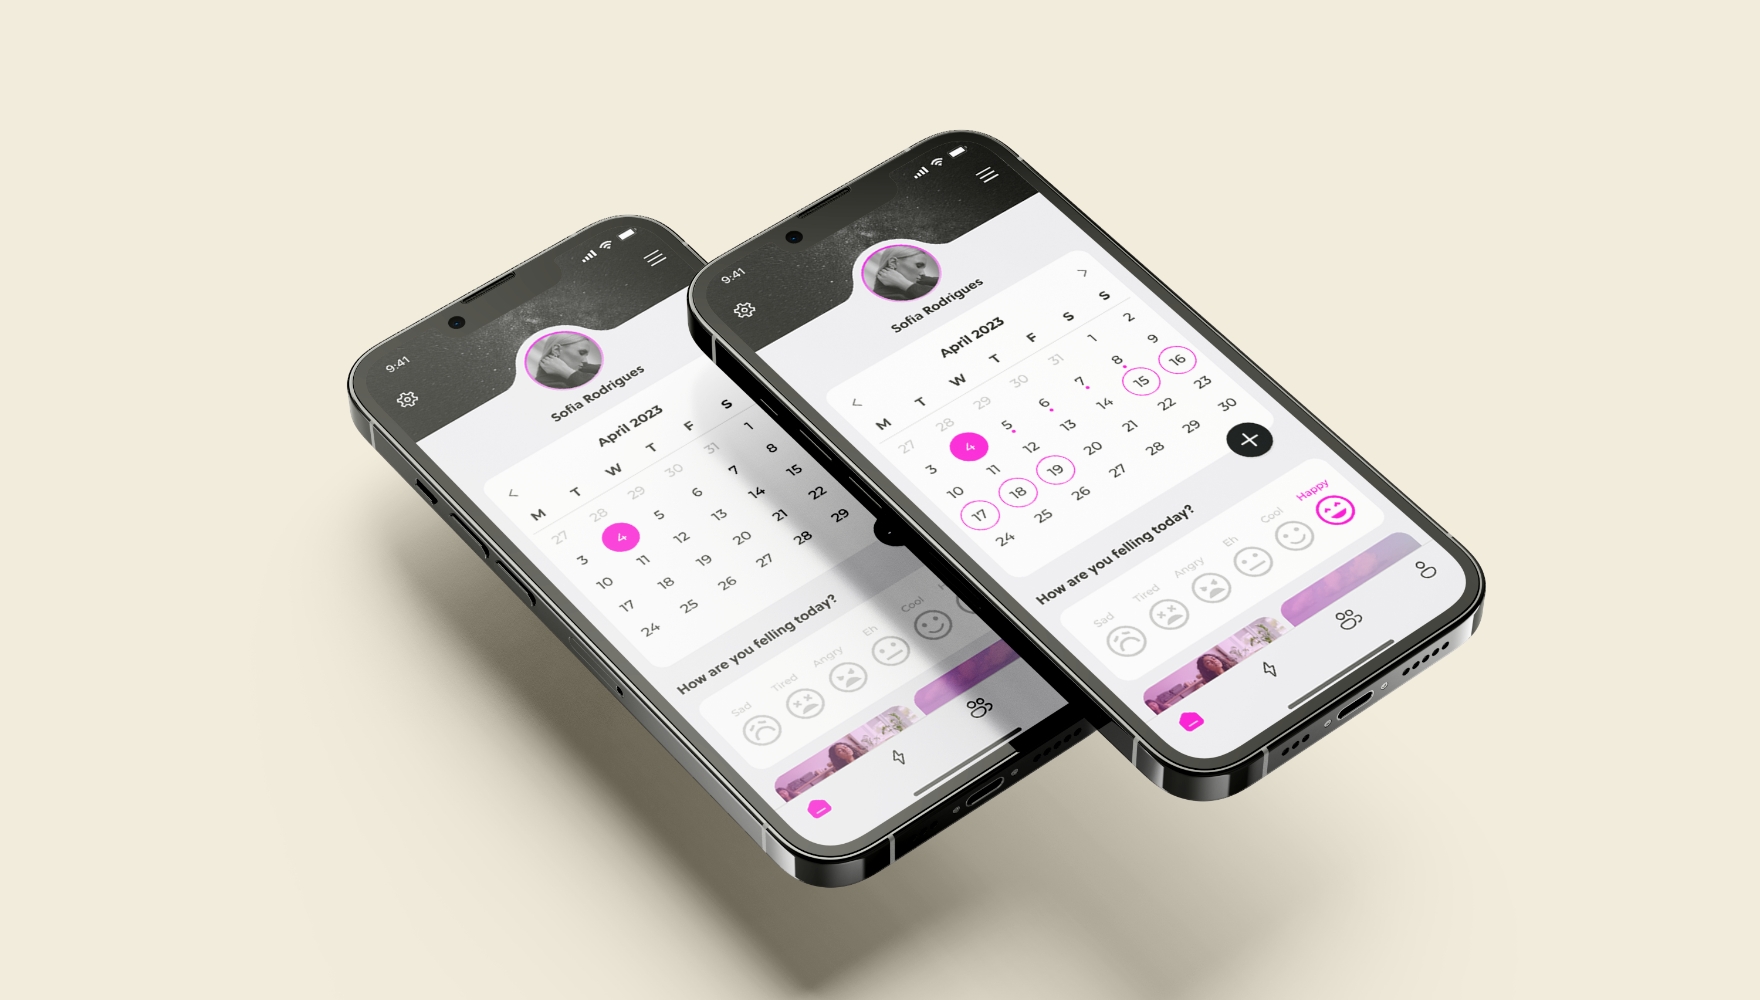 9:41
Sofia Rodrigues
April 2023
M T W T F S
27 28 29 30 31 1
3 4 5 6 7 8
10 11 12 13 14 15
17 18 19 20 21 22
24 25 26 27 28 29
How are you felling today?
Sad Tired Angry Eh Cool
9:41
Sofia Rodrigues
April 2023
M T W T F S S
27 28 29 30 31 1 2
3 4 5 6 7 8 9
10 11 12 13 14 15 16
17 18 19 20 21 22 23
24 25 26 27 28 29 30
How are you felling today?
Sad Tired Angry Eh Cool Happy